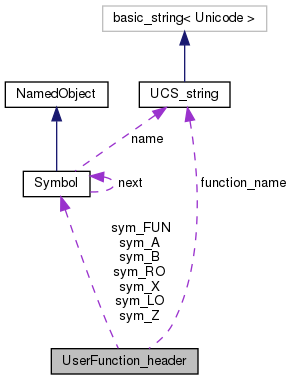 basic_string< Unicode >
NamedObject
UCS_string
name
Symbol
next
function_name
sym_FUN
sym_A
sym_B
sym_RO
sym_X
sym_LO
sym_Z
UserFunction_header